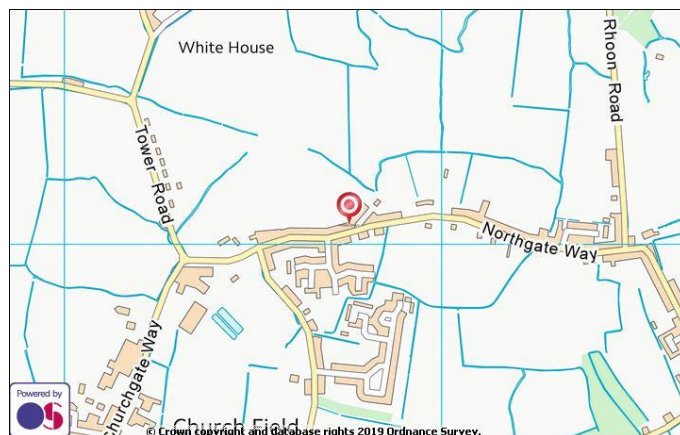 White House
Rhoon Road
Tower Road
Northgate Way
Churchgate Way
Church Field
Powered by
OS
© Crown copyright and database rights 2019 Ordnance Survey.